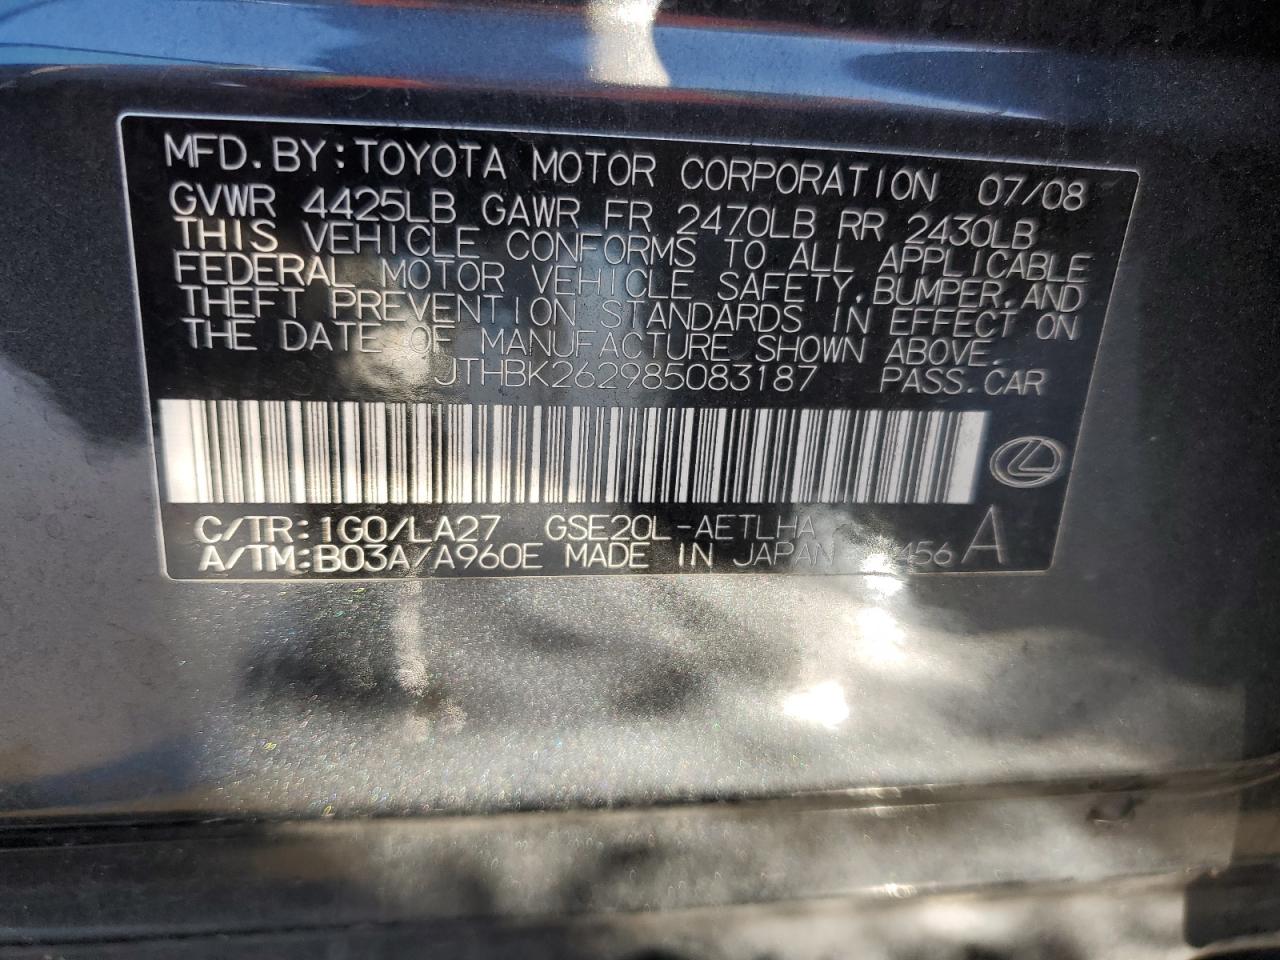 MFD.BY:TOYOTA MOTOR CORPORATION 07/08
GVWR 4425LB GAWR FR 2470LB RR 2430LB
THIS VEHICLE CONFORMS TO ALL APPLICABLE
FEDERAL MOTOR VEHICLE SAFETY,BUMPER,AND
THEFT PREVENTION STANDARDS IN EFFECT ON
THE DATE OF MANUFACTURE SHOWN ABOVE.
JTHBK262985083187 PASS.CAR
C/TR:1G0/LA27 GSE20L-AETLHA
A/TM:B03A/A960E MADE IN JAPAN A